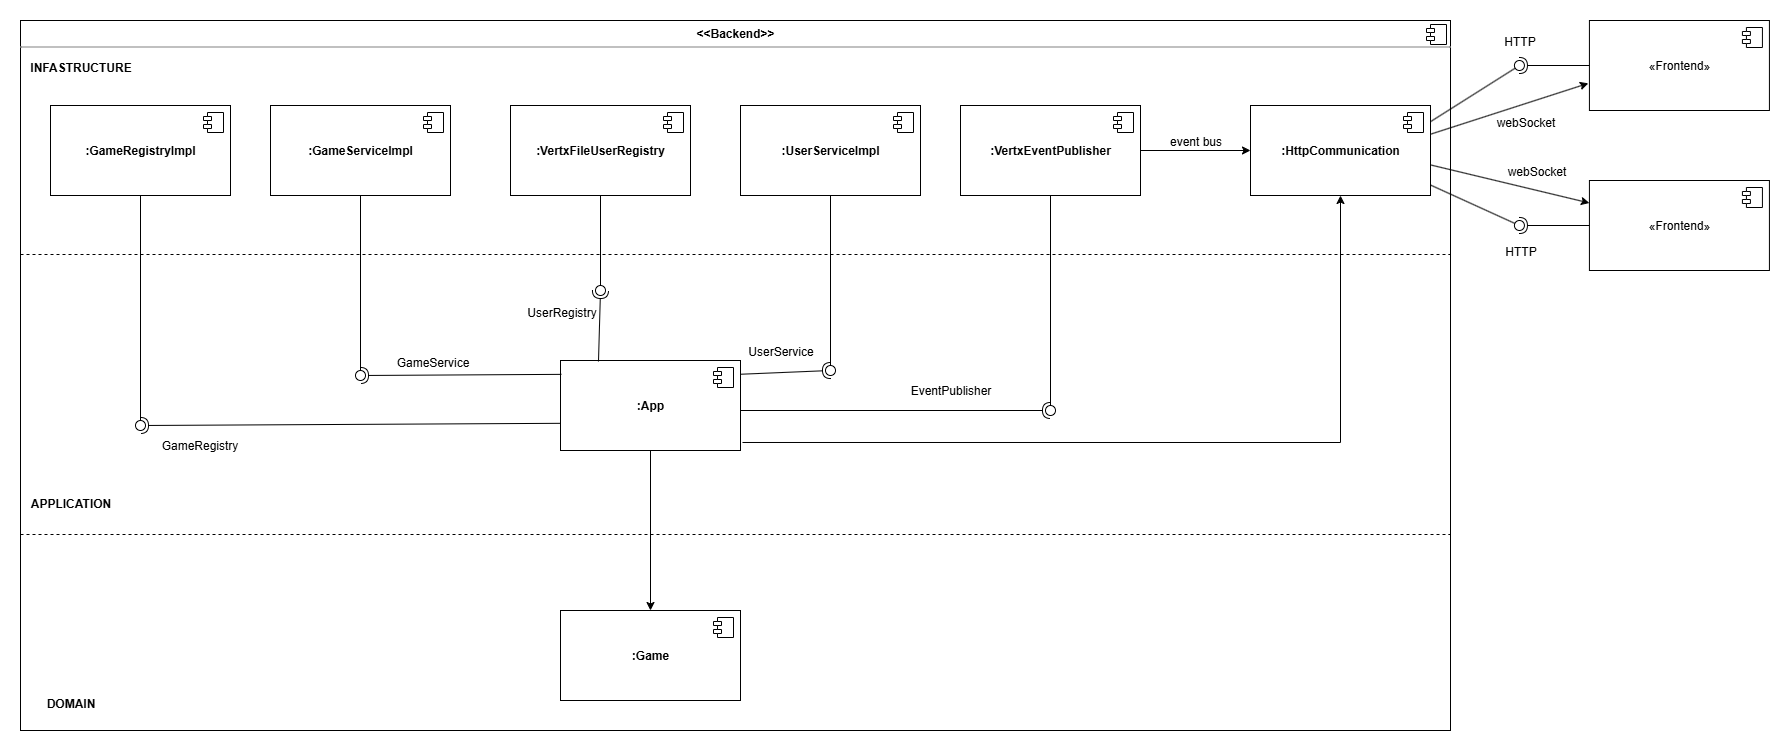 <<Backend>>
HTTP
INFASTRUCTURE
«Frontend»
webSocket
:GameRegistryImpl
:GameServiceImpl
:VertxFileUserRegistry
:UserServiceImpl
:VertxEventPublisher
event bus
:HttpCommunication
webSocket
«Frontend»
HTTP
UserRegistry
GameService
UserService
EventPublisher
:App
GameRegistry
APPLICATION
:Game
DOMAIN